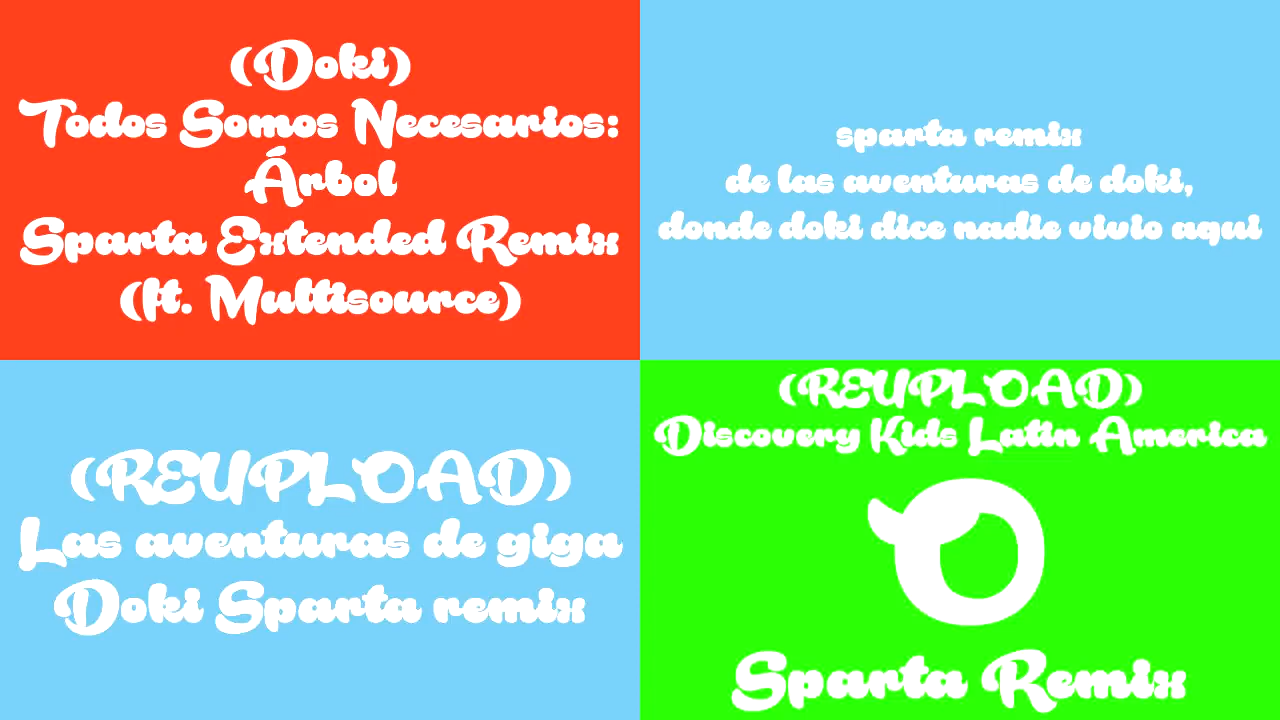 (Doki)
Todos Somos Necesarios:
Árbol
Sparta Extended Remix
(ft. Multisource)
sparta remix
de las aventuras de doki,
donde doki dice nadie vivio aqui
(REUPLOAD)
Las aventuras de giga
Doki Sparta remix
(REUPLOAD)
Discovery Kids Latin America
Sparta Remix